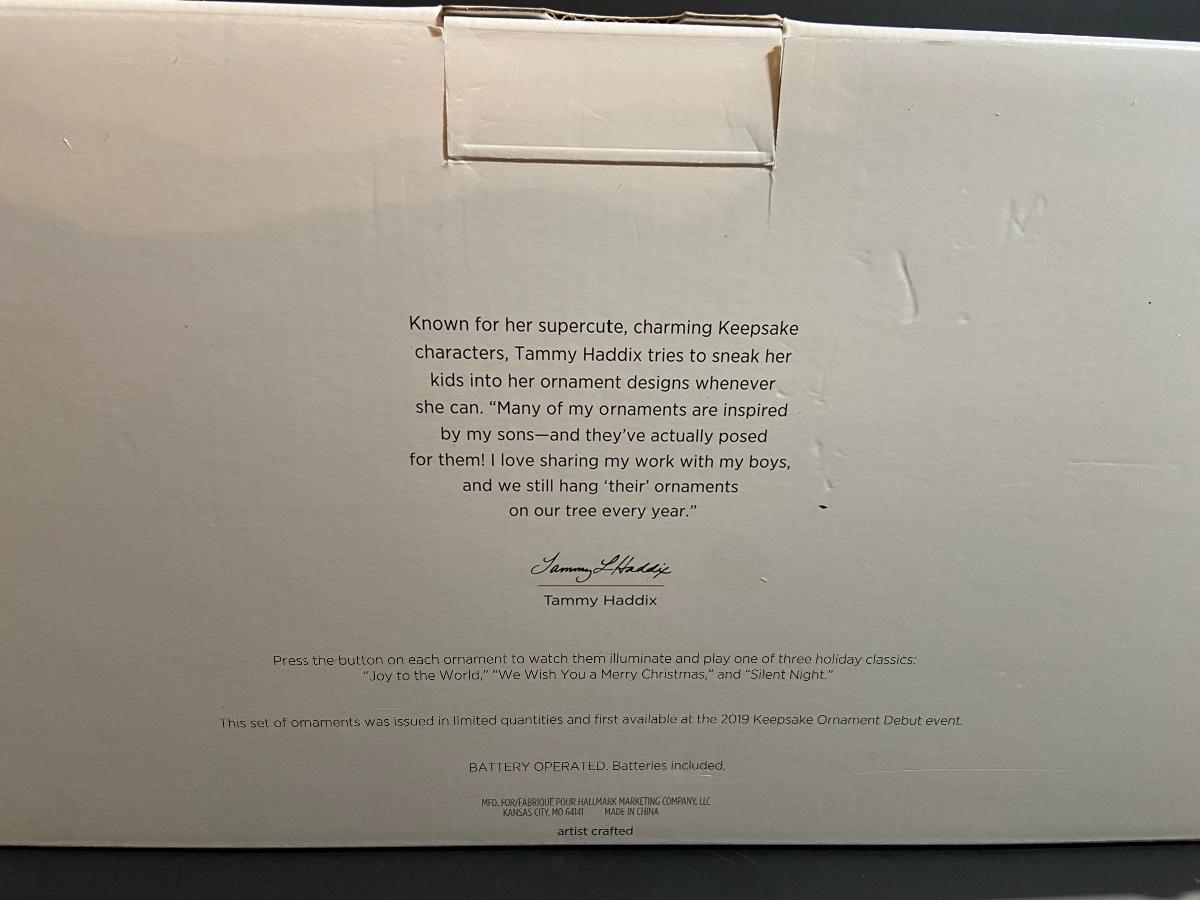 Known for her supercute, charming Keepsake
characters, Tammy Haddix tries to sneak her
kids into her ornament designs whenever
she can. “Many of my ornaments are inspired
by my sons—and they’ve actually posed
for them! I love sharing my work with my boys,
and we still hang ‘their’ ornaments
on our tree every year.”
Tammy L Haddix
Tammy Haddix
Press the button on each ornament to watch them illuminate and play one of three holiday classics:
“Joy to the World,” “We Wish You a Merry Christmas,” and “Silent Night.”
This set of ornaments was issued in limited quantities and first available at the 2019 Keepsake Ornament Debut event.
BATTERY OPERATED. Batteries included.
MFD. FOR/FABRIQUÉ POUR HALLMARK MARKETING COMPANY, LLC
KANSAS CITY, MO 64141 MADE IN CHINA
artist crafted